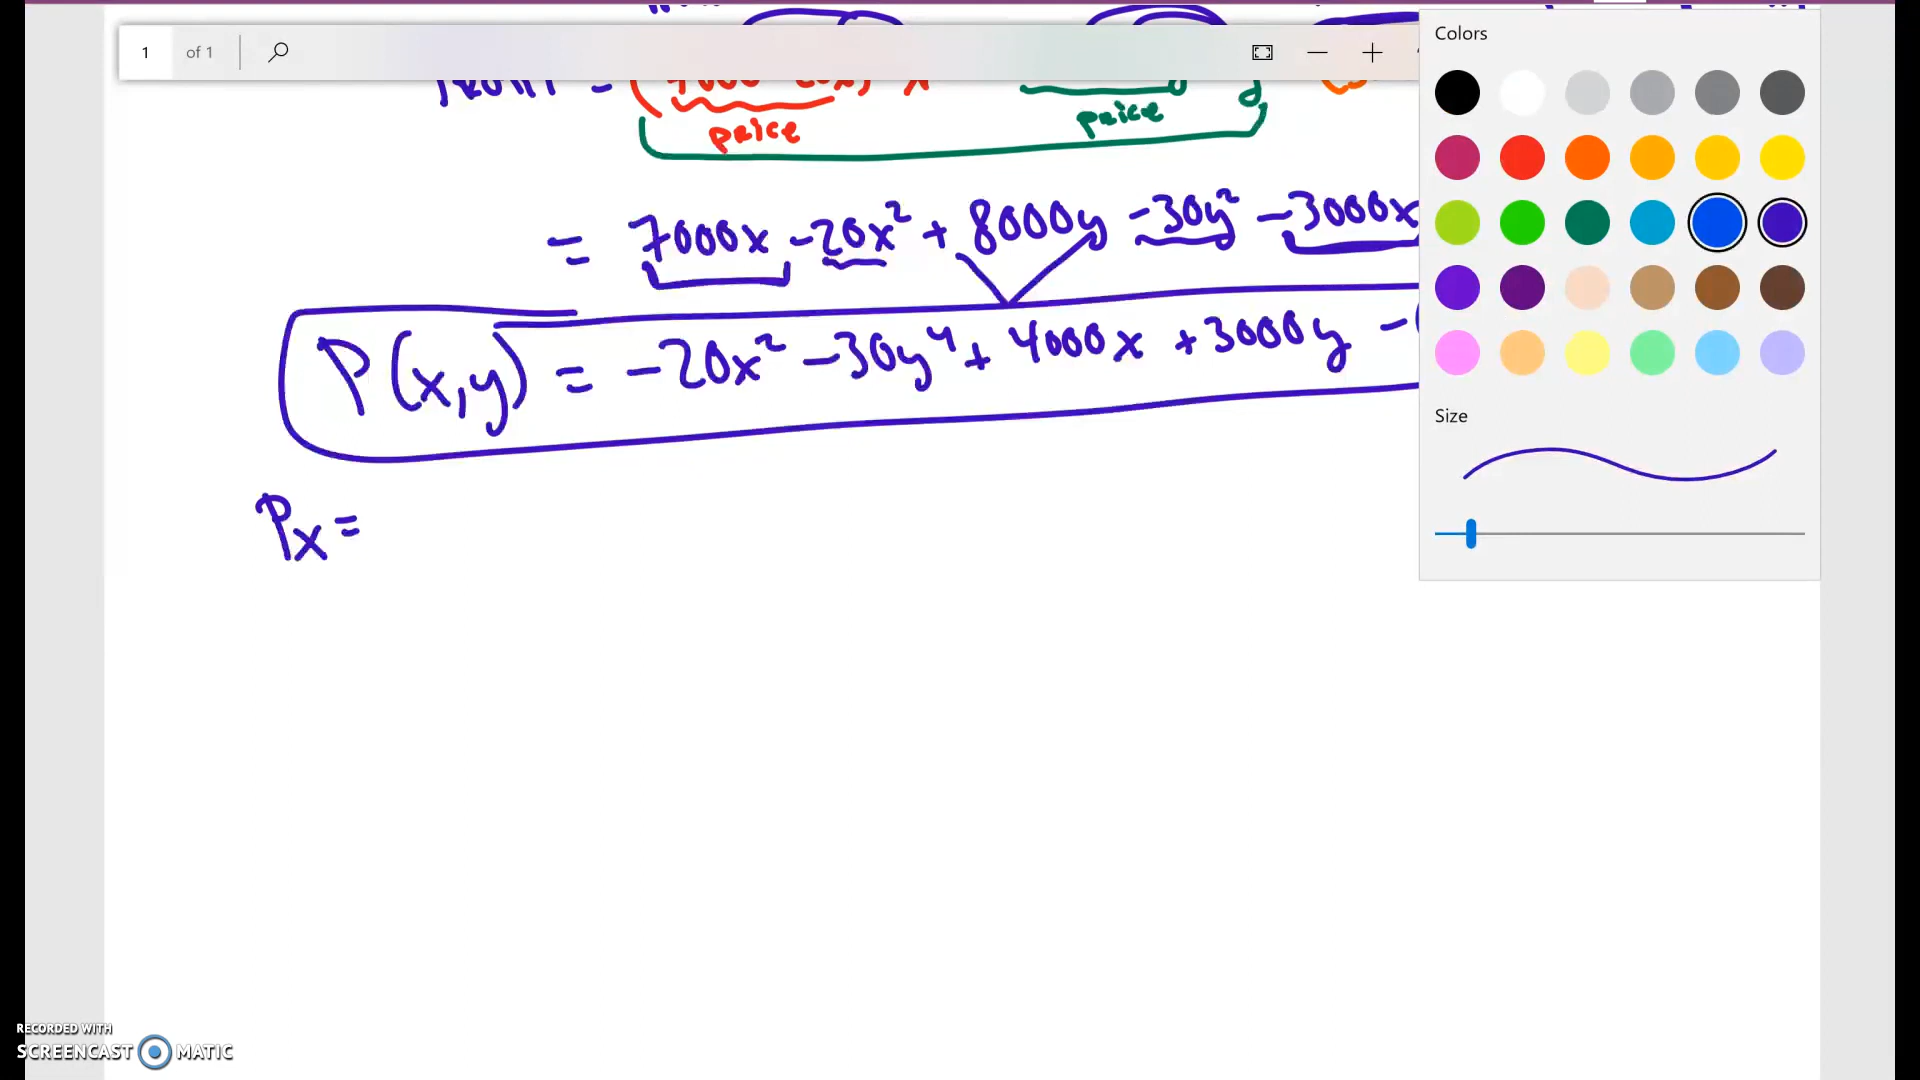 Colors
1 of 1
price
price
= 7000x - 20x² + 8000y - 30y² - 3000x
P(x,y) = -20x² - 30y⁴ + 4000x + 3000y -
Size
Pₓ =
RECORDED WITH
SCREENCAST MATIC